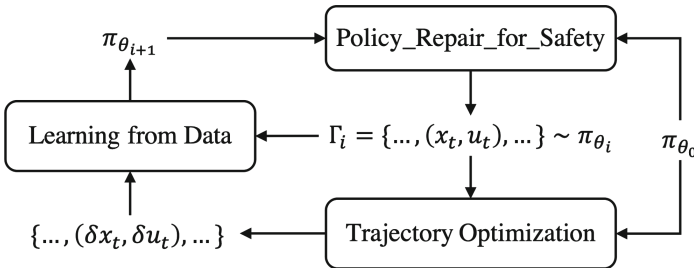 π_{θ_{i+1}}
Policy_Repair_for_Safety
Learning from Data
Γ_i = {…, (x_t, u_t), …} ~ π_{θ_i}
π_{θ_0}
{…, (δx_t, δu_t), …}
Trajectory Optimization